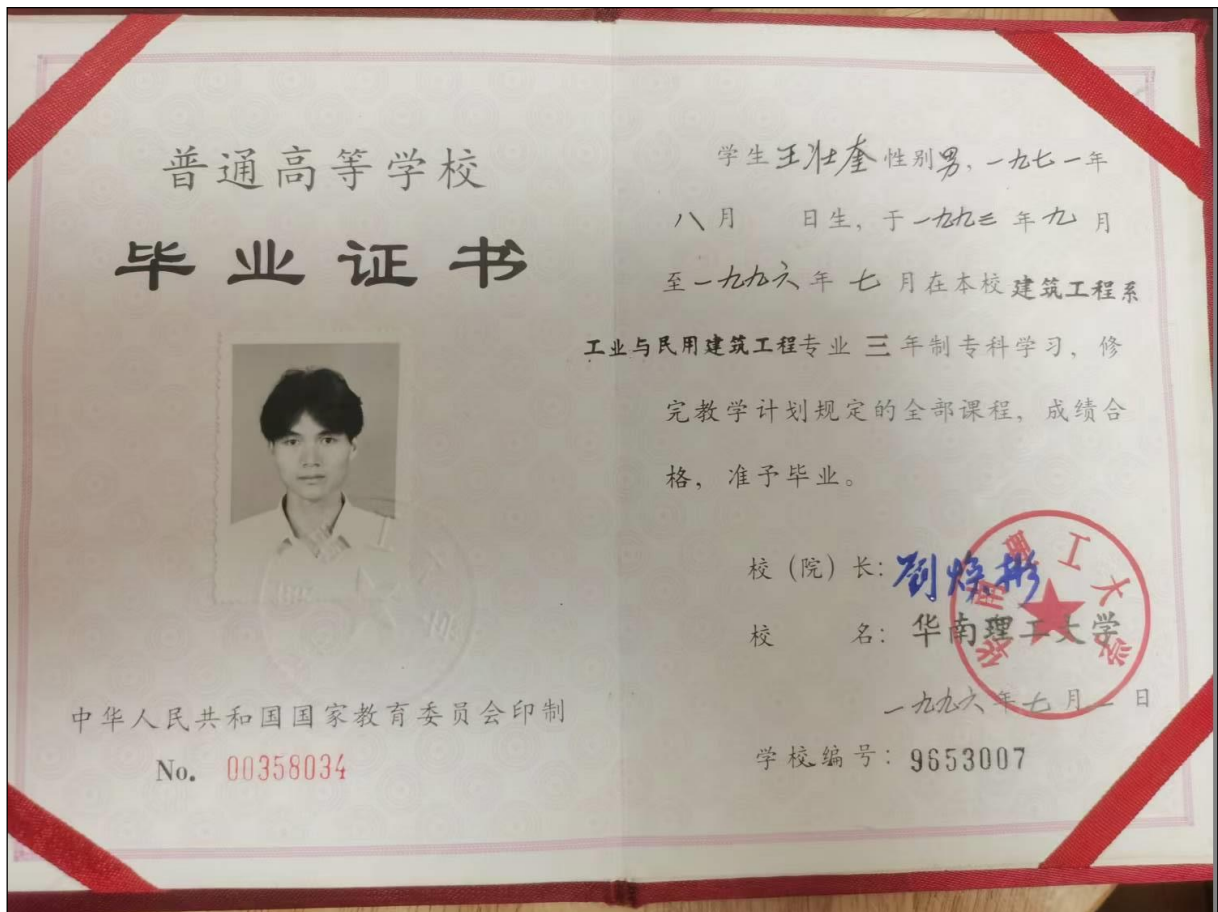 普通高等学校
毕业证书
中华人民共和国国家教育委员会印制
No. 00358034
学生王壮奎性别男，一九七一年
八月 日生，于一九九三年九月
至一九九六年七月在本校建筑工程系
工业与民用建筑工程专业三年制专科学习，修
完教学计划规定的全部课程，成绩合
格，准予毕业。
校（院）长：劉焕彬
校 名：华南理工大学
华南理工大学
一九九六年七月 日
学校编号：9653007